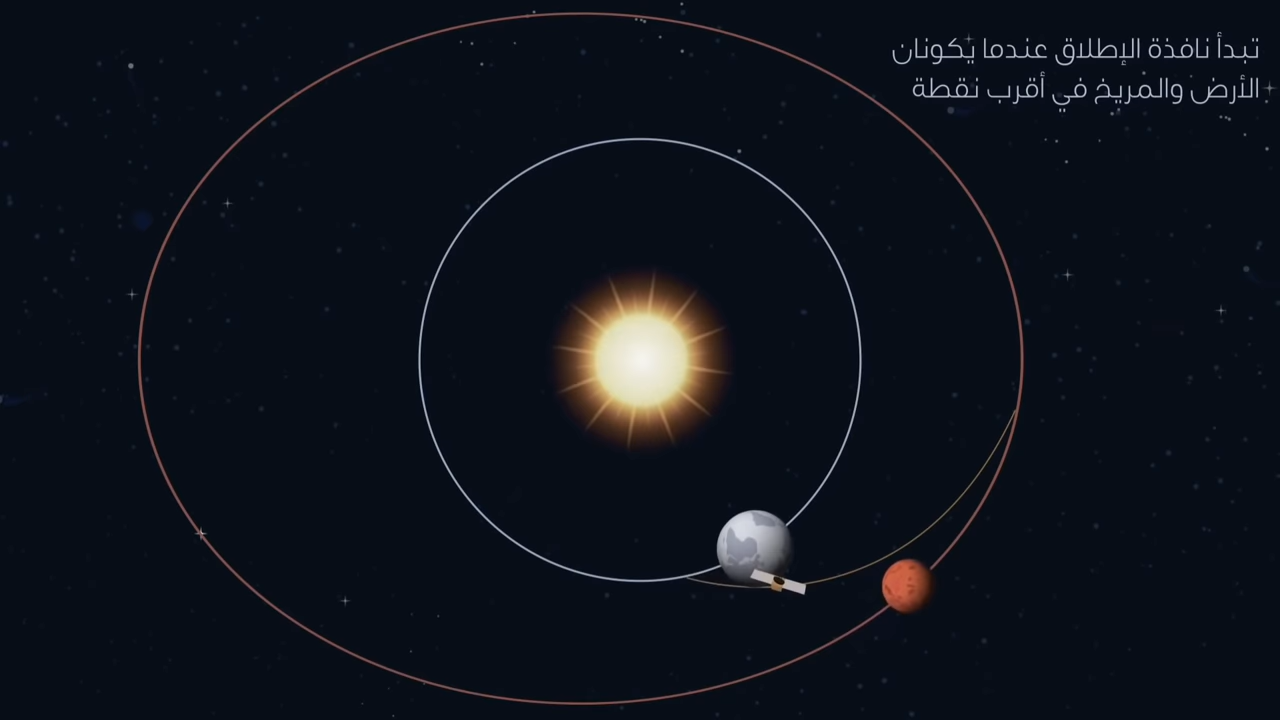 تبدأ نافذة الإطلاق عندما يكونان
الأرض والمريخ في أقرب نقطة